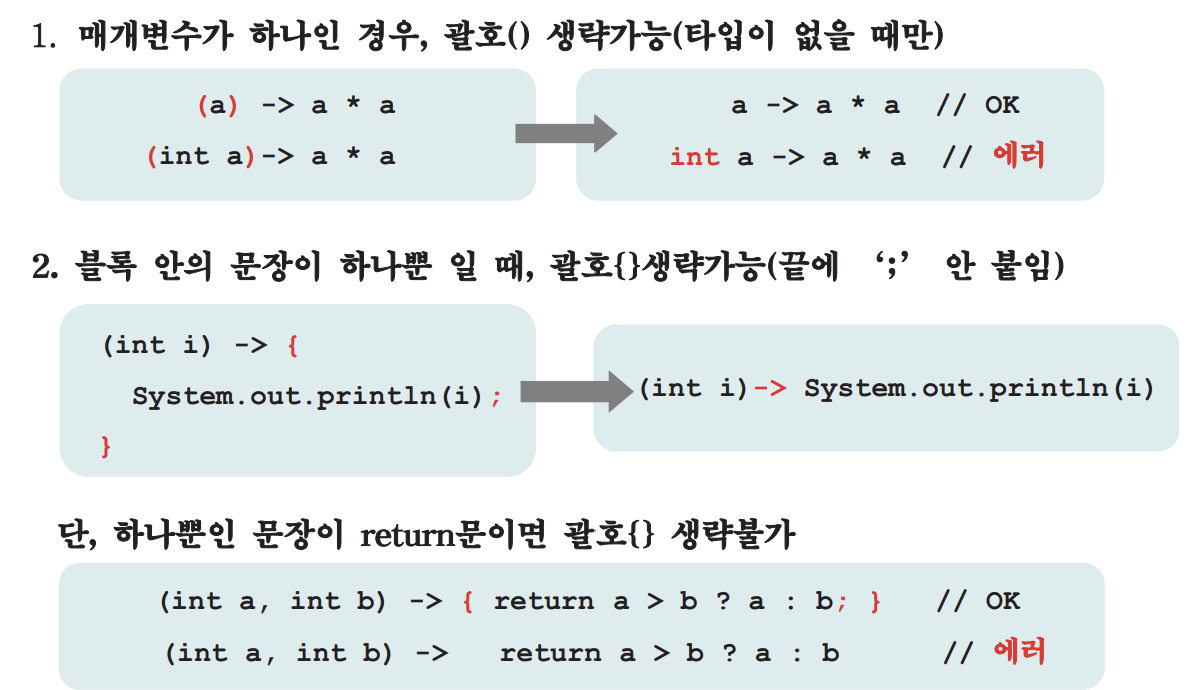 1. 매개변수가 하나인 경우, 괄호() 생략가능(타입이 없을 때만)
(a) -> a * a
(int a)-> a * a
a -> a * a // OK
int a -> a * a // 에러
2. 블록 안의 문장이 하나뿐 일 때, 괄호{}생략가능(끝에 ‘;’ 안 붙임)
(int i) -> {
System.out.println(i);
}
(int i)-> System.out.println(i)
단, 하나뿐인 문장이 return문이면 괄호{} 생략불가
(int a, int b) -> { return a > b ? a : b; } // OK
(int a, int b) -> return a > b ? a : b // 에러